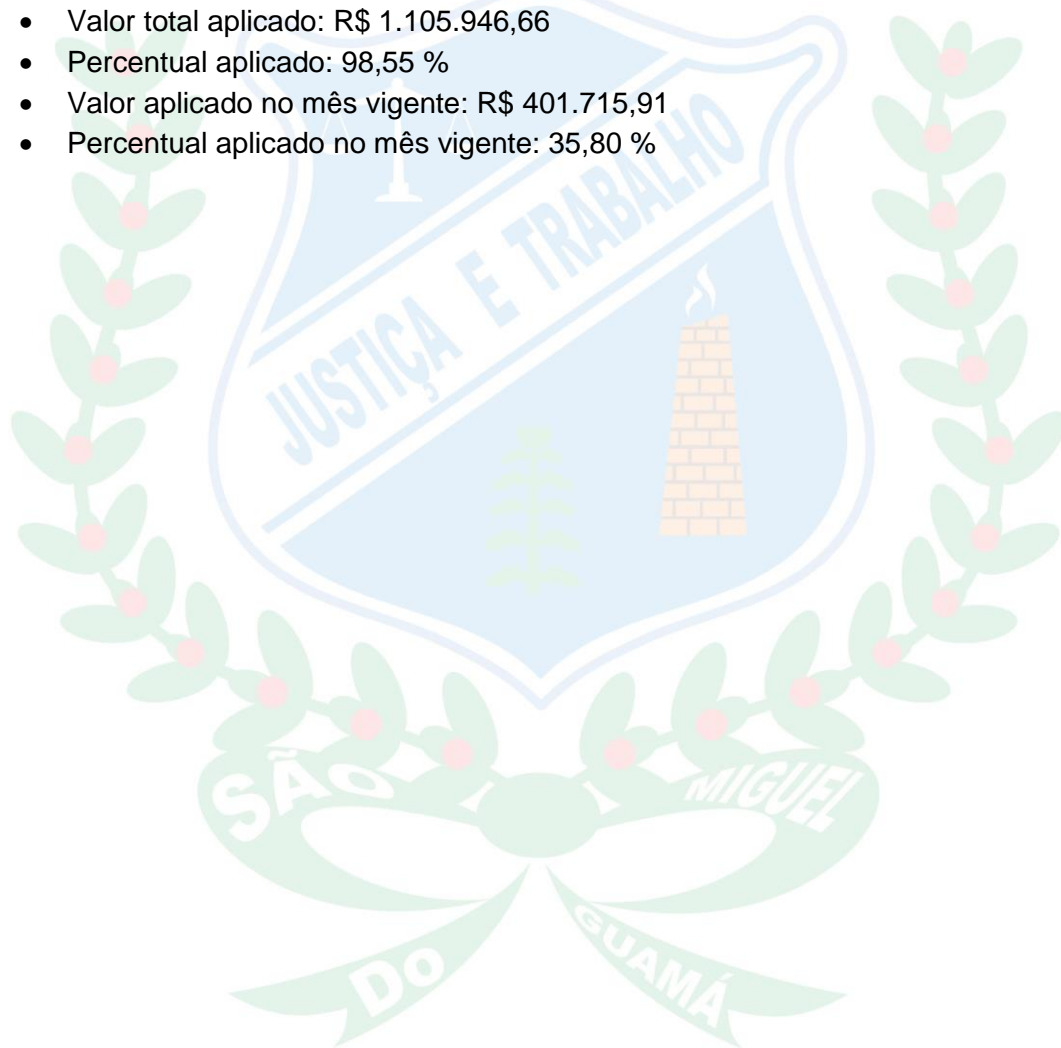 • Valor total aplicado: R$ 1.105.946,66
• Percentual aplicado: 98,55 %
• Valor aplicado no mês vigente: R$ 401.715,91
• Percentual aplicado no mês vigente: 35,80 %
JUSTIÇA E TRABALHO
SÃO MIGUEL
DO GUAMÁ